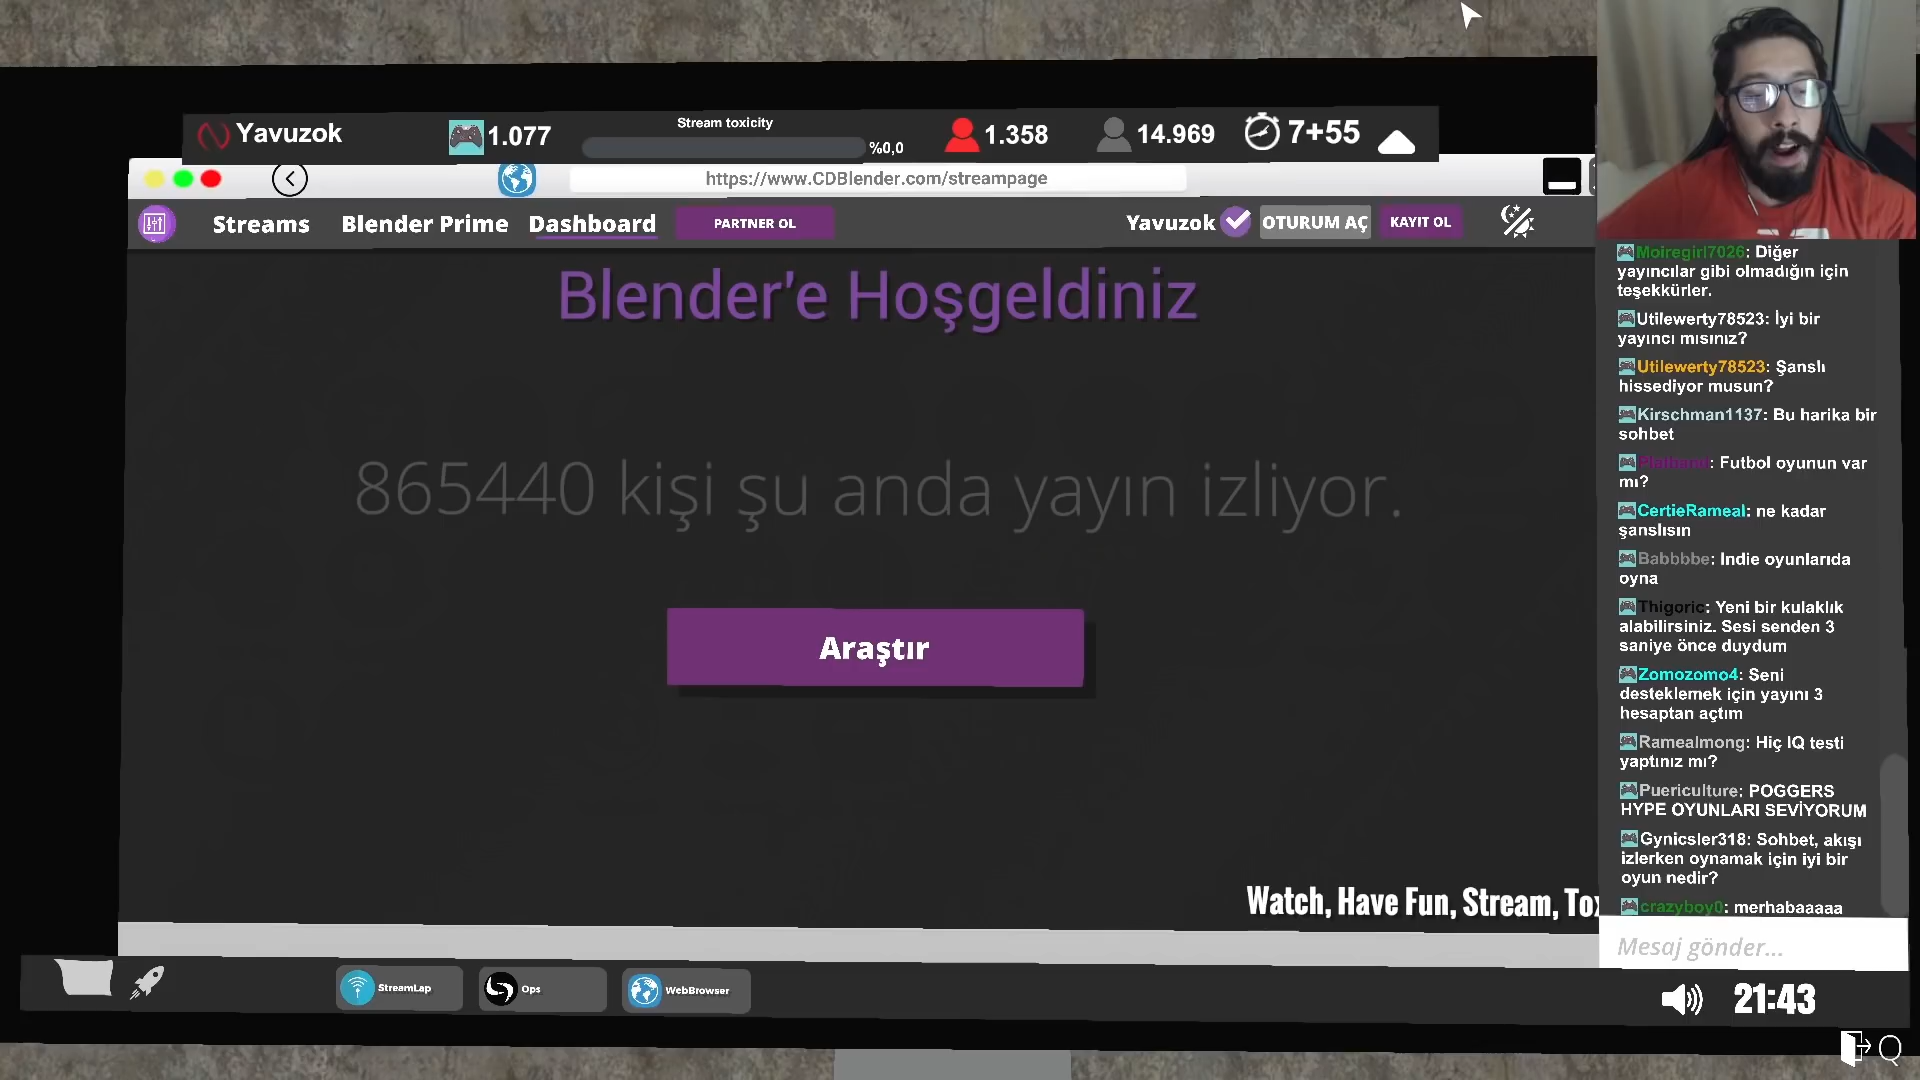 Yavuzok
1.077
Stream toxicity
%0,0
1.358
14.969
7+55
https://www.CDBlender.com/streampage
Streams
Blender Prime
Dashboard
PARTNER OL
Yavuzok
OTURUM AÇ
KAYIT OL
Blender'e Hoşgeldiniz
865440 kişi şu anda yayın izliyor.
Araştır
Watch, Have Fun, Stream, To
Moiregirl7026: Diğer
yayıncılar gibi olmadığın için
teşekkürler.
Utilewerty78523: İyi bir
yayıncı mısınız?
Utilewerty78523: Şanslı
hissediyor musun?
Kirschman1137: Bu harika bir
sohbet
: Futbol oyunun var
mı?
CertieRameal: ne kadar
şanslısın
Babbbbe: Indie oyunlarıda
oyna
Thigoric: Yeni bir kulaklık
alabilirsiniz. Sesi senden 3
saniye önce duydum
Zomozomo4: Seni
desteklemek için yayını 3
hesaptan açtım
Ramealmong: Hiç IQ testi
yaptınız mı?
Puericulture: POGGERS
HYPE OYUNLARI SEVİYORUM
Gynicsler318: Sohbet, akışı
izlerken oynamak için iyi bir
oyun nedir?
crazyboy0: merhabaaaaa
Mesaj gönder...
StreamLap
Ops
WebBrowser
21:43
Q